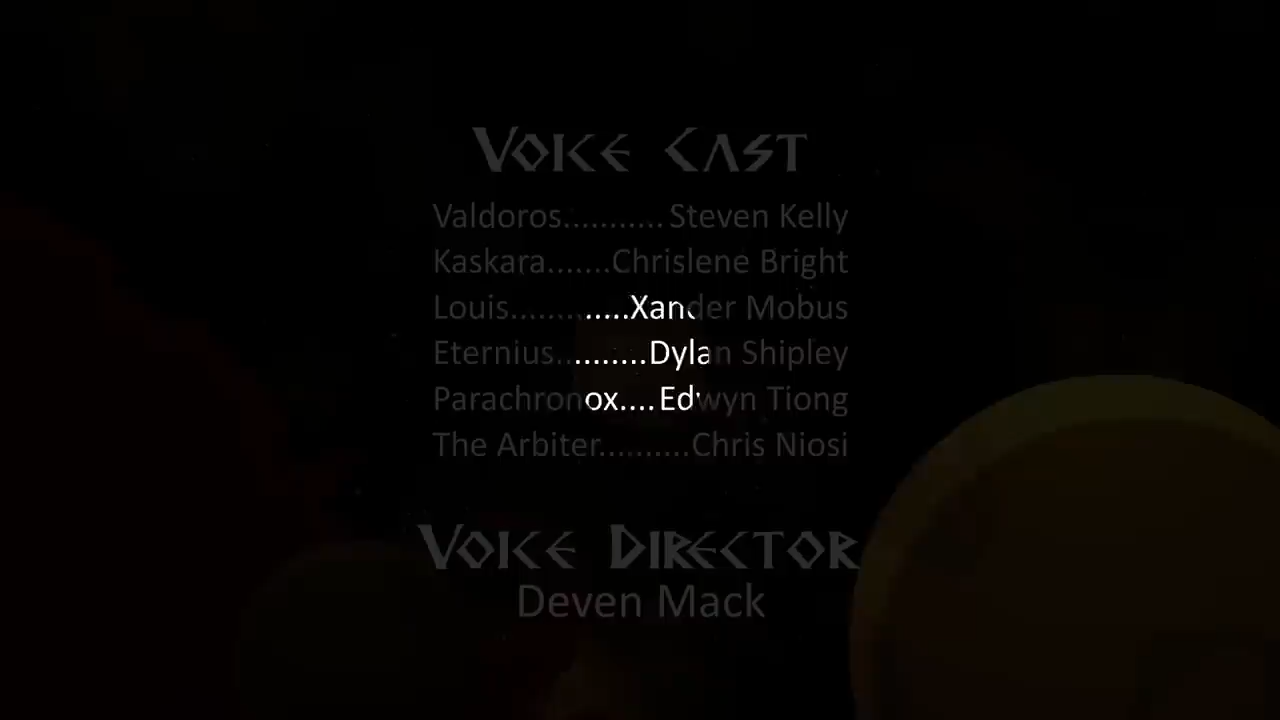 VOICE CAST
Valdoros...........Steven Kelly
Kaskara.......Chrislene Bright
Louis.............Xander Mobus
Eternius..........Dylan Shipley
Parachronox....Edwyn Tiong
The Arbiter..........Chris Niosi
VOICE DIRECTOR
Deven Mack